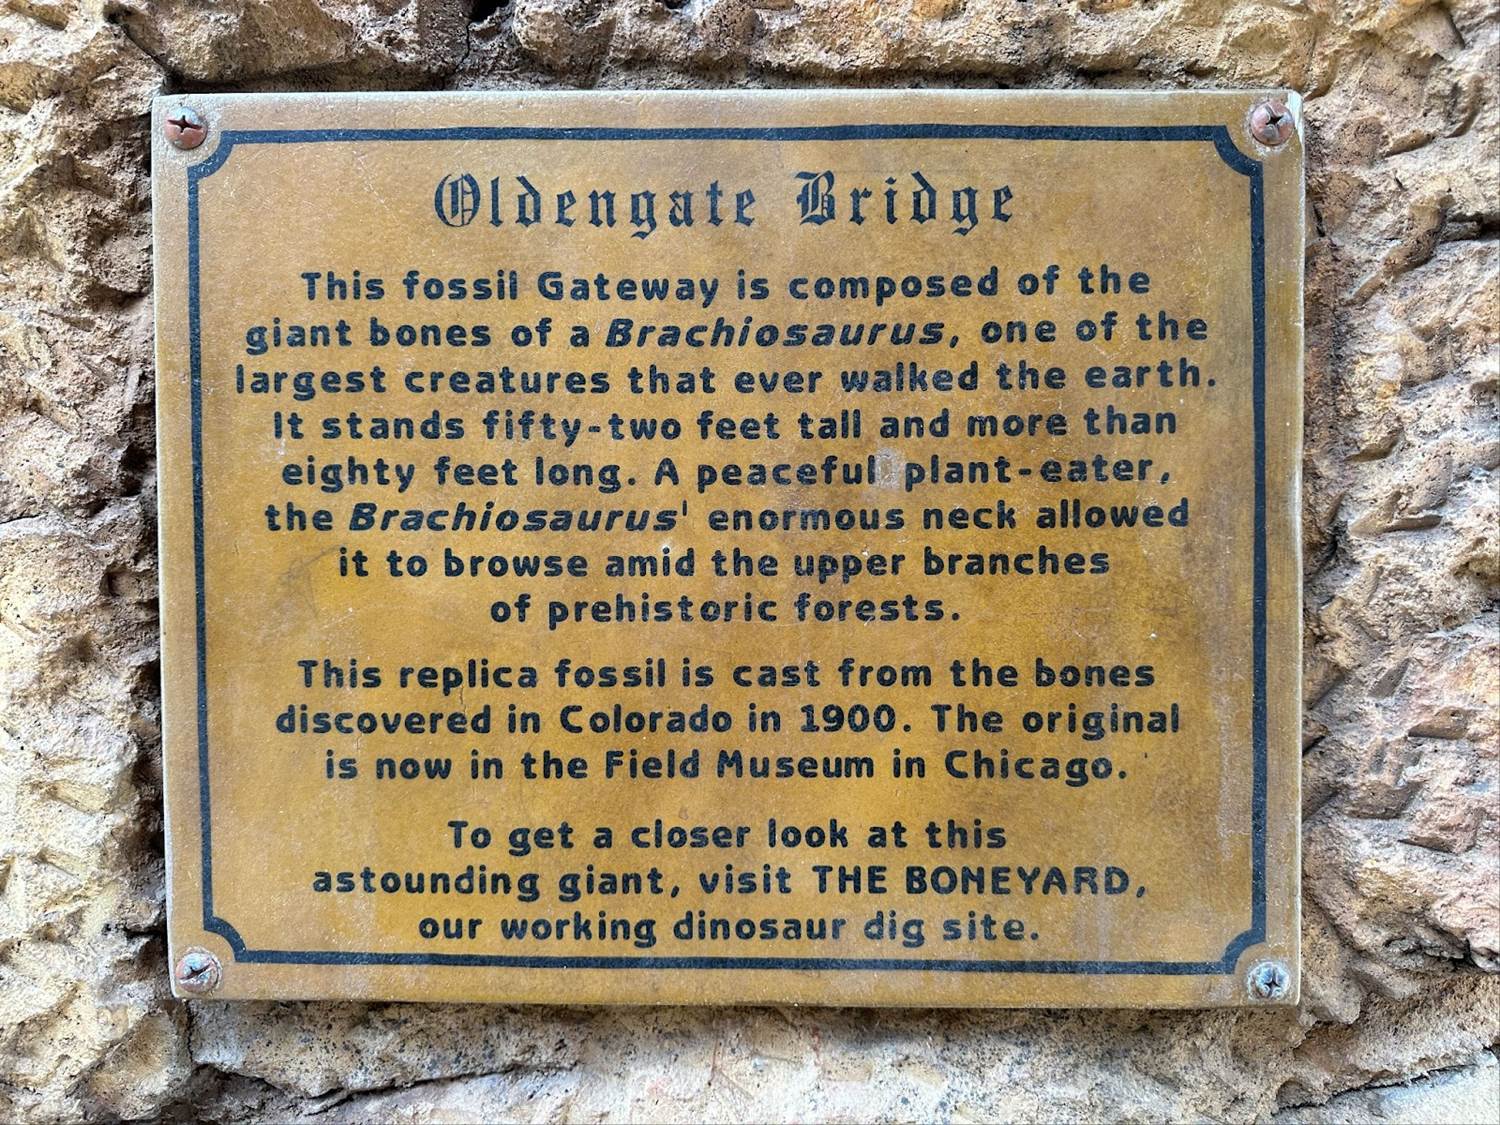 Oldengate Bridge
This fossil Gateway is composed of the
giant bones of a Brachiosaurus, one of the
largest creatures that ever walked the earth.
It stands fifty-two feet tall and more than
eighty feet long. A peaceful plant-eater,
the Brachiosaurus' enormous neck allowed
it to browse amid the upper branches
of prehistoric forests.
This replica fossil is cast from the bones
discovered in Colorado in 1900. The original
is now in the Field Museum in Chicago.
To get a closer look at this
astounding giant, visit THE BONEYARD,
our working dinosaur dig site.